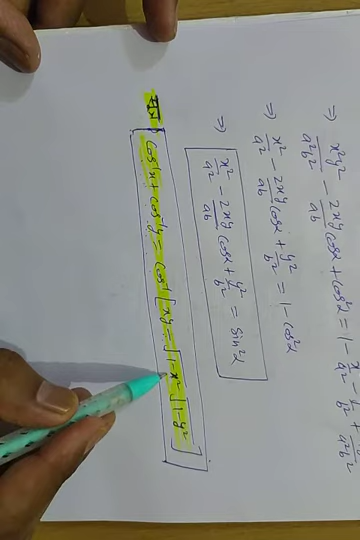 ⇒ x²y²/a²b² - 2xy/ab cosα + cos²α = 1 - x²/a² - y²/b² + x²y²/a²b²
⇒ x²/a² - 2xy/ab cosα + y²/b² = 1 - cos²α
⇒ x²/a² - 2xy/ab cosα + y²/b² = sin²α
cos⁻¹x + cos⁻¹y = cos⁻¹[xy - √1-x² √1-y²]